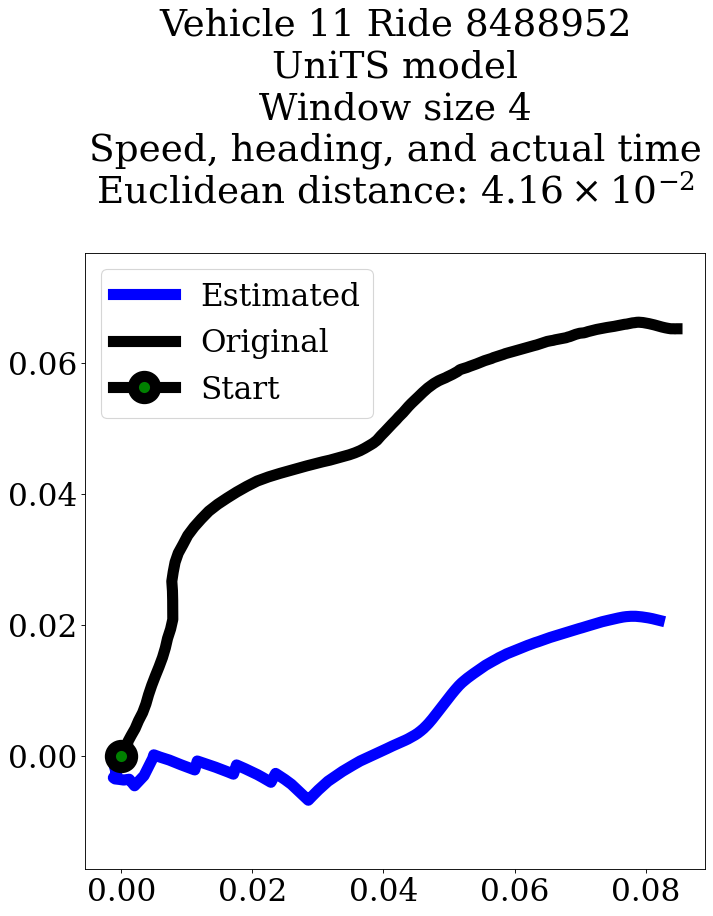 Vehicle 11 Ride 8488952
UniTS model
Window size 4
Speed, heading, and actual time
Euclidean distance: 4.16 × 10⁻²
Estimated
Original
Start
0.06
0.04
0.02
0.00
0.00 0.02 0.04 0.06 0.08